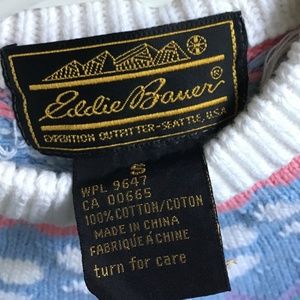 Eddie Bauer®
EXPEDITION OUTFITTER-SEATTLE, USA
S
WPL 9647
CA 00665
100% COTTON/COTON
MADE IN CHINA
FABRIQUÉ À CHINE
turn for care